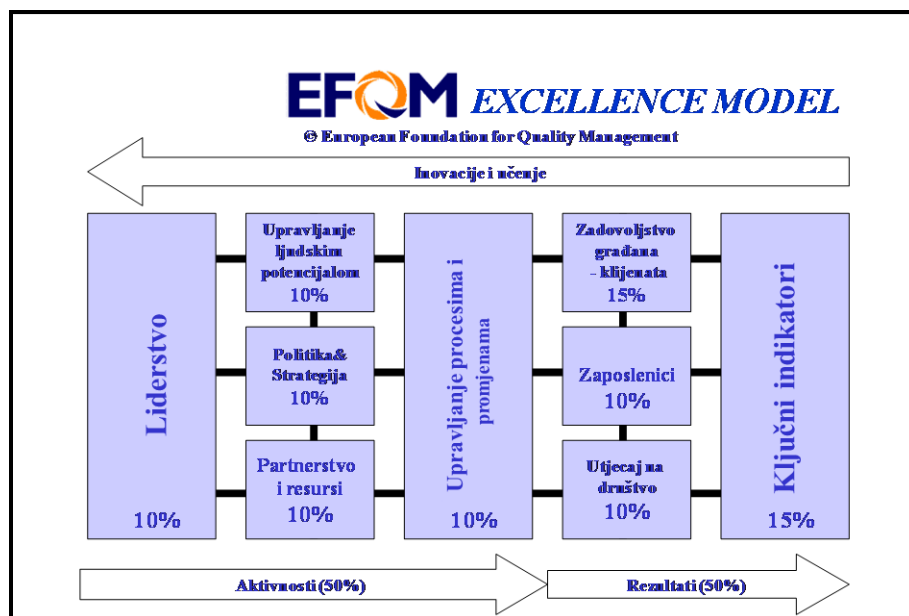 EFQM EXCELLENCE MODEL
© European Foundation for Quality Management
Inovacije i učenje
Liderstvo
10%
Upravljanje
ljudskim
potencijalom
10%
Politika&
Strategija
10%
Partnerstvo
i resursi
10%
Upravljanje procesima i
promjenama
10%
Zadovoljstvo
građana
- klijenata
15%
Zaposlenici
10%
Utjecaj na
društvo
10%
Ključni indikatori
15%
Aktivnosti (50%)
Rezultati (50%)